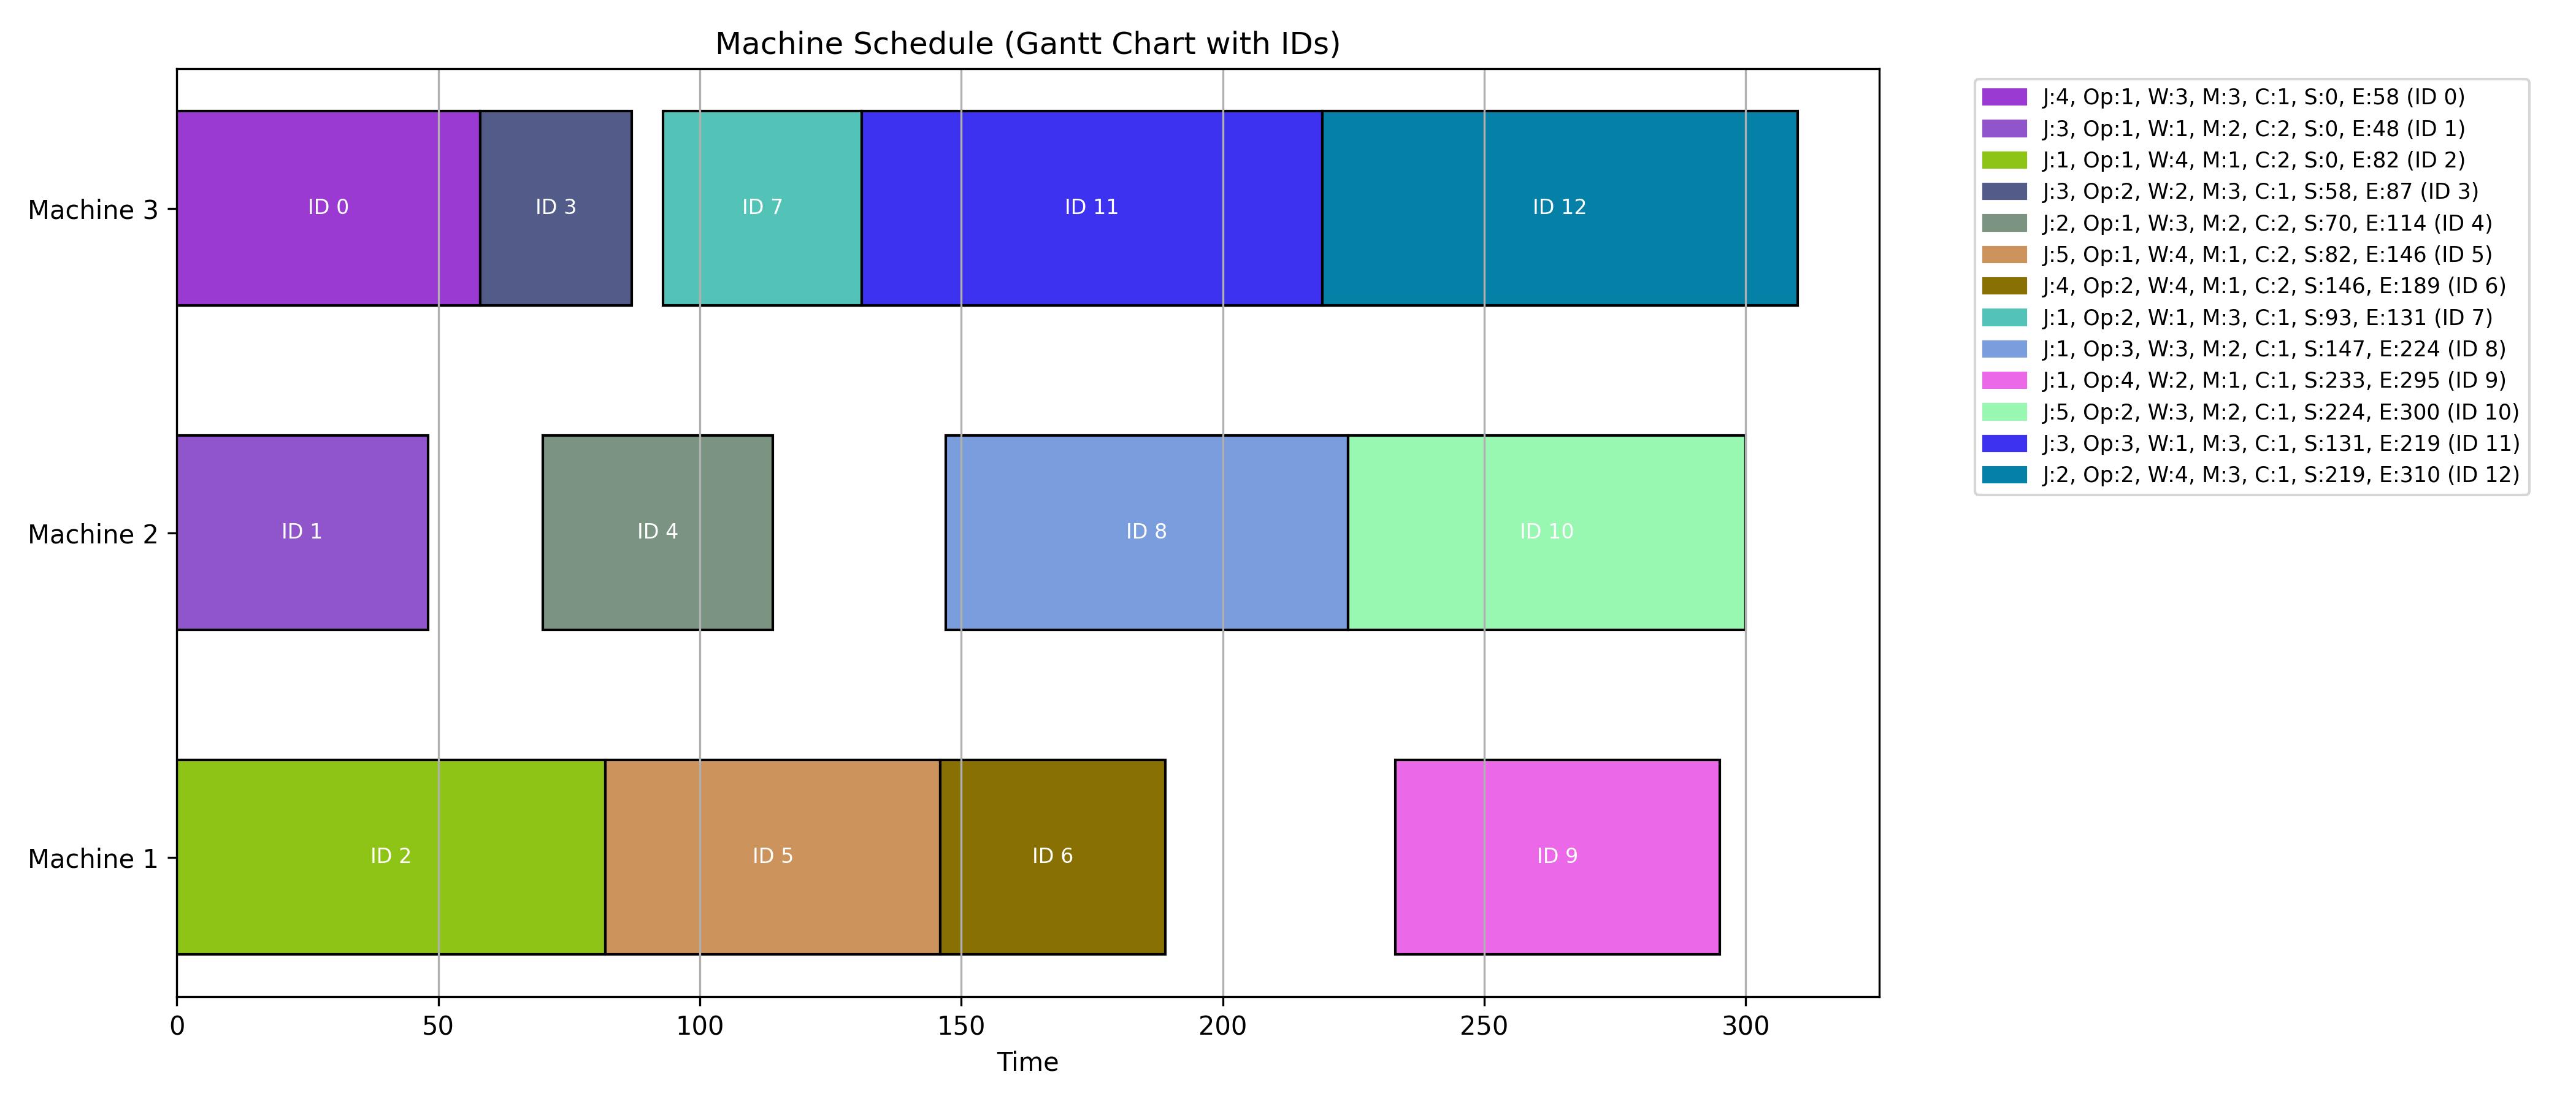 Machine Schedule (Gantt Chart with IDs)
Machine 3
ID 0
ID 3
ID 7
ID 11
ID 12
Machine 2
ID 1
ID 4
ID 8
ID 10
Machine 1
ID 2
ID 5
ID 6
ID 9
0 50 100 150 200 250 300
Time
J:4, Op:1, W:3, M:3, C:1, S:0, E:58 (ID 0)
J:3, Op:1, W:1, M:2, C:2, S:0, E:48 (ID 1)
J:1, Op:1, W:4, M:1, C:2, S:0, E:82 (ID 2)
J:3, Op:2, W:2, M:3, C:1, S:58, E:87 (ID 3)
J:2, Op:1, W:3, M:2, C:2, S:70, E:114 (ID 4)
J:5, Op:1, W:4, M:1, C:2, S:82, E:146 (ID 5)
J:4, Op:2, W:4, M:1, C:2, S:146, E:189 (ID 6)
J:1, Op:2, W:1, M:3, C:1, S:93, E:131 (ID 7)
J:1, Op:3, W:3, M:2, C:1, S:147, E:224 (ID 8)
J:1, Op:4, W:2, M:1, C:1, S:233, E:295 (ID 9)
J:5, Op:2, W:3, M:2, C:1, S:224, E:300 (ID 10)
J:3, Op:3, W:1, M:3, C:1, S:131, E:219 (ID 11)
J:2, Op:2, W:4, M:3, C:1, S:219, E:310 (ID 12)